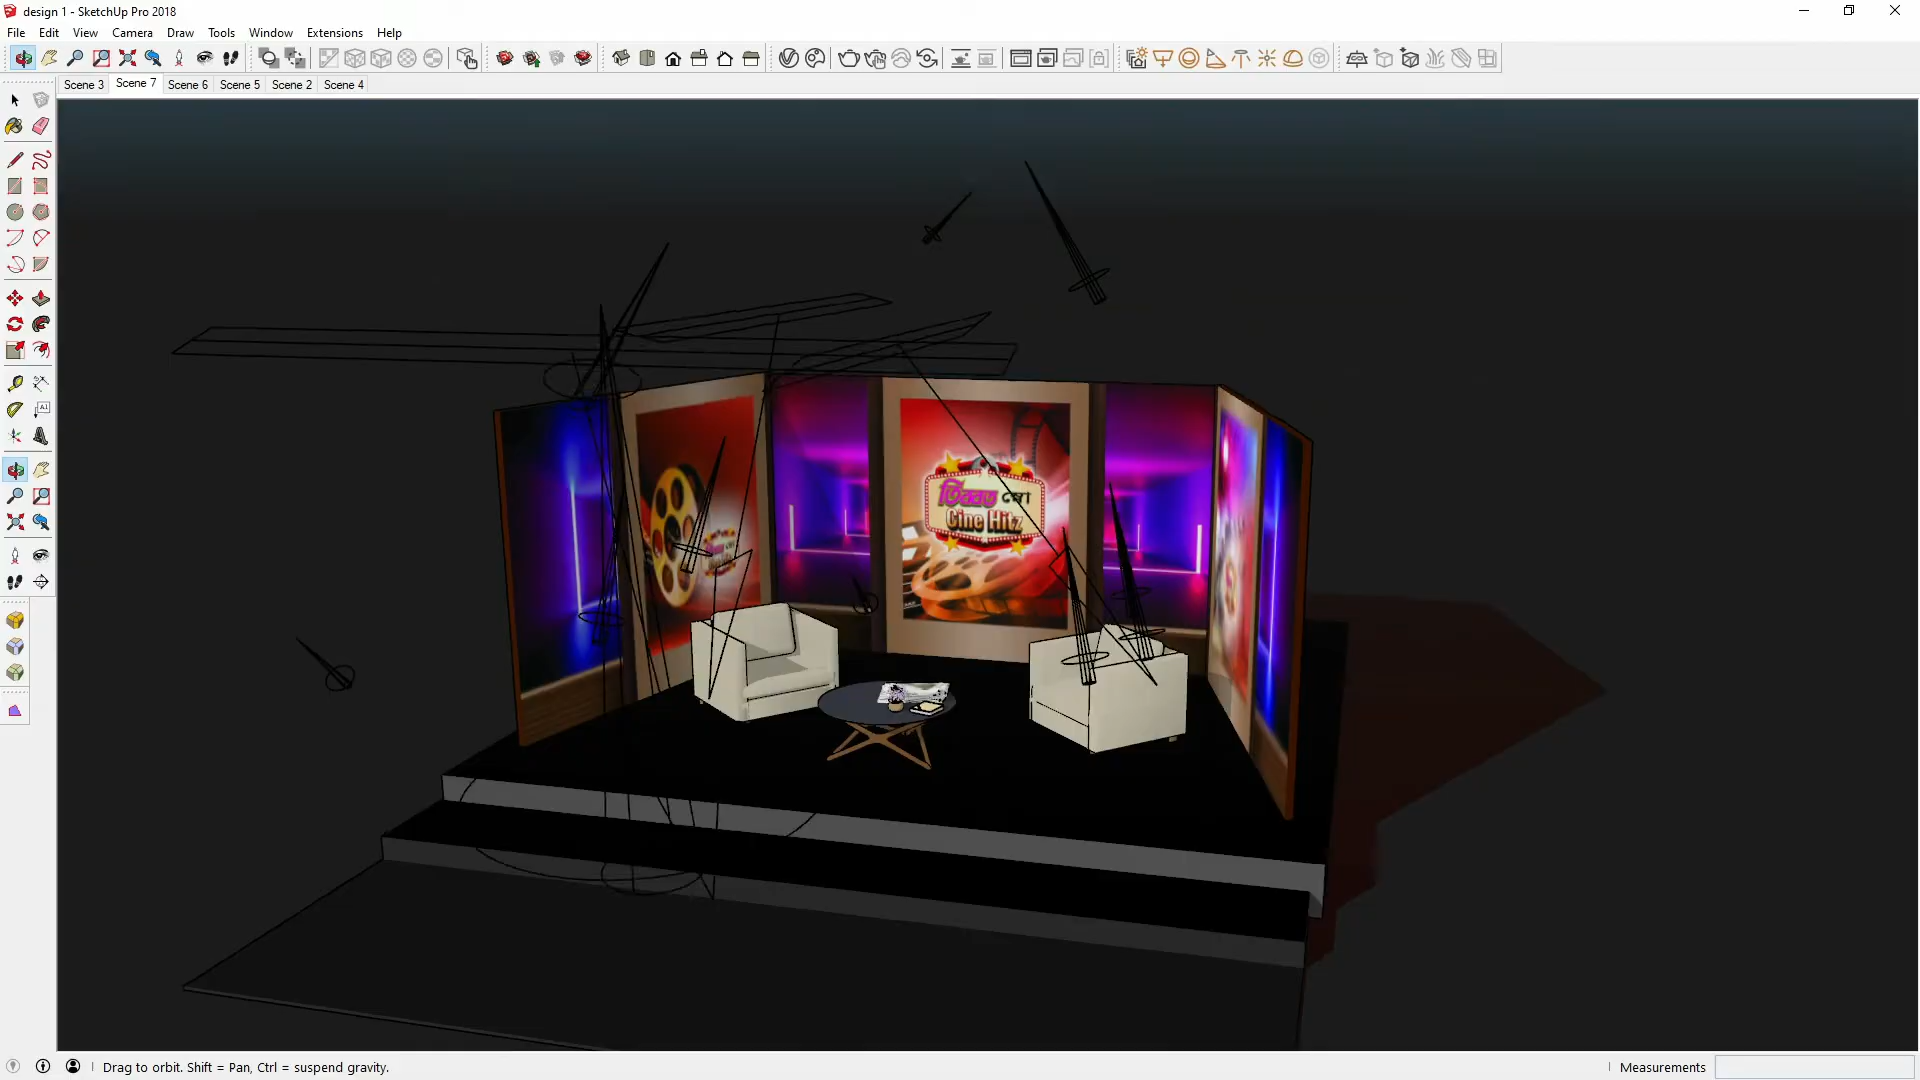 design 1 - SketchUp Pro 2018
File Edit View Camera Draw Tools Window Extensions Help
Scene 3 Scene 7 Scene 6 Scene 5 Scene 2 Scene 4
Cine Hitz
Drag to orbit. Shift = Pan, Ctrl = suspend gravity.
Measurements